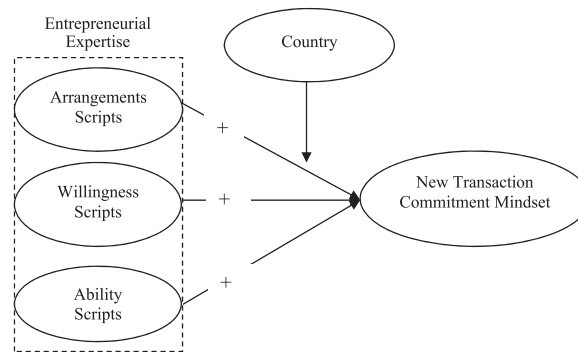 Entrepreneurial
Expertise
Country
Arrangements
Scripts
+
Willingness
Scripts
+
New Transaction
Commitment Mindset
Ability
Scripts
+